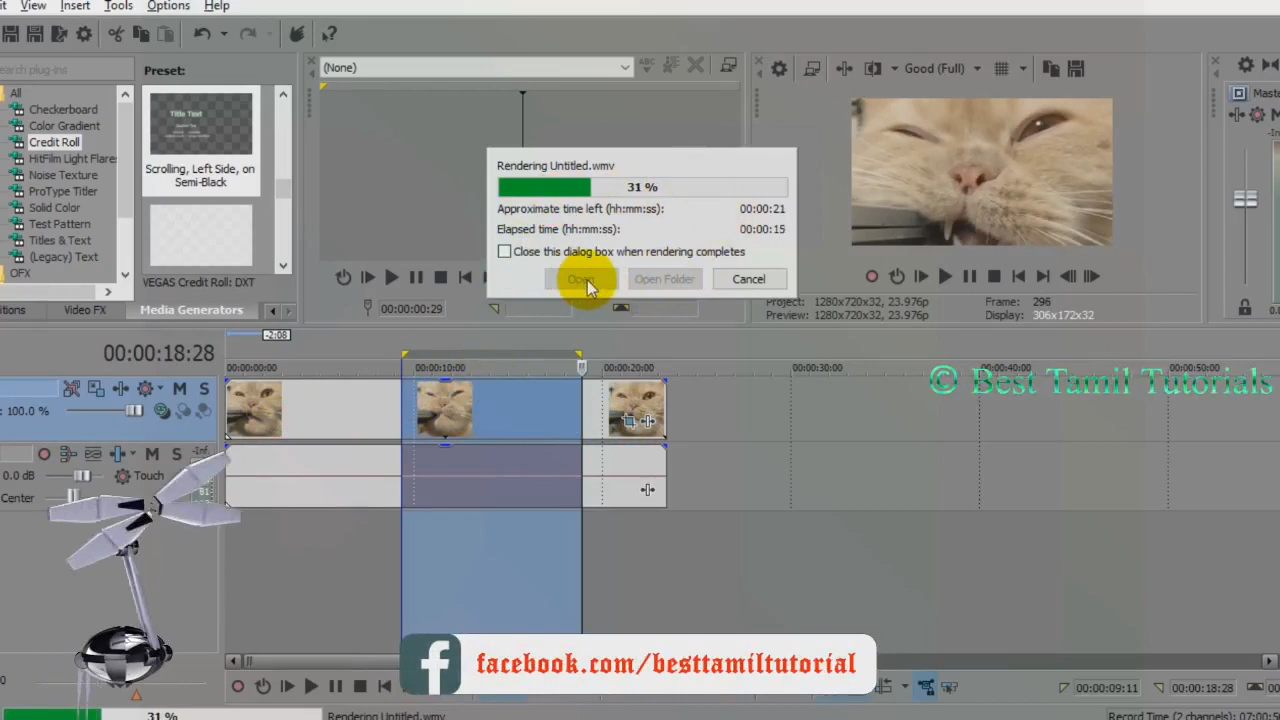 View Insert Tools Options Help
search plug-ins
All
Checkerboard
Color Gradient
Credit Roll
HitFilm Light Flare
Noise Texture
ProType Titler
Solid Color
Test Pattern
Titles & Text
(Legacy) Text
OFX
Preset:
Title Text
Scrolling, Left Side, on
Semi-Black
VEGAS Credit Roll: DXT
Video FX
Media Generators
(None)
00:00:00:29
Rendering Untitled.wmv
31 %
Approximate time left (hh:mm:ss): 00:00:21
Elapsed time (hh:mm:ss): 00:00:15
Close this dialog box when rendering completes
Open
Open Folder
Cancel
Good (Full)
Project: 1280x720x32, 23.976p
Preview: 1280x720x32, 23.976p
Frame: 296
Display: 306x172x32
-2:08
00:00:18:28
00:00:00:00
00:00:10:00
00:00:20:00
00:00:30:00
00:00:40:00
00:00:50:00
© Best Tamil Tutorials
M S
100.0 %
M S
-Inf.
0.0 dB
Touch
Center
facebook.com/besttamiltutorial
00:00:09:11
00:00:18:28
31 %
Rendering Untitled.wmv